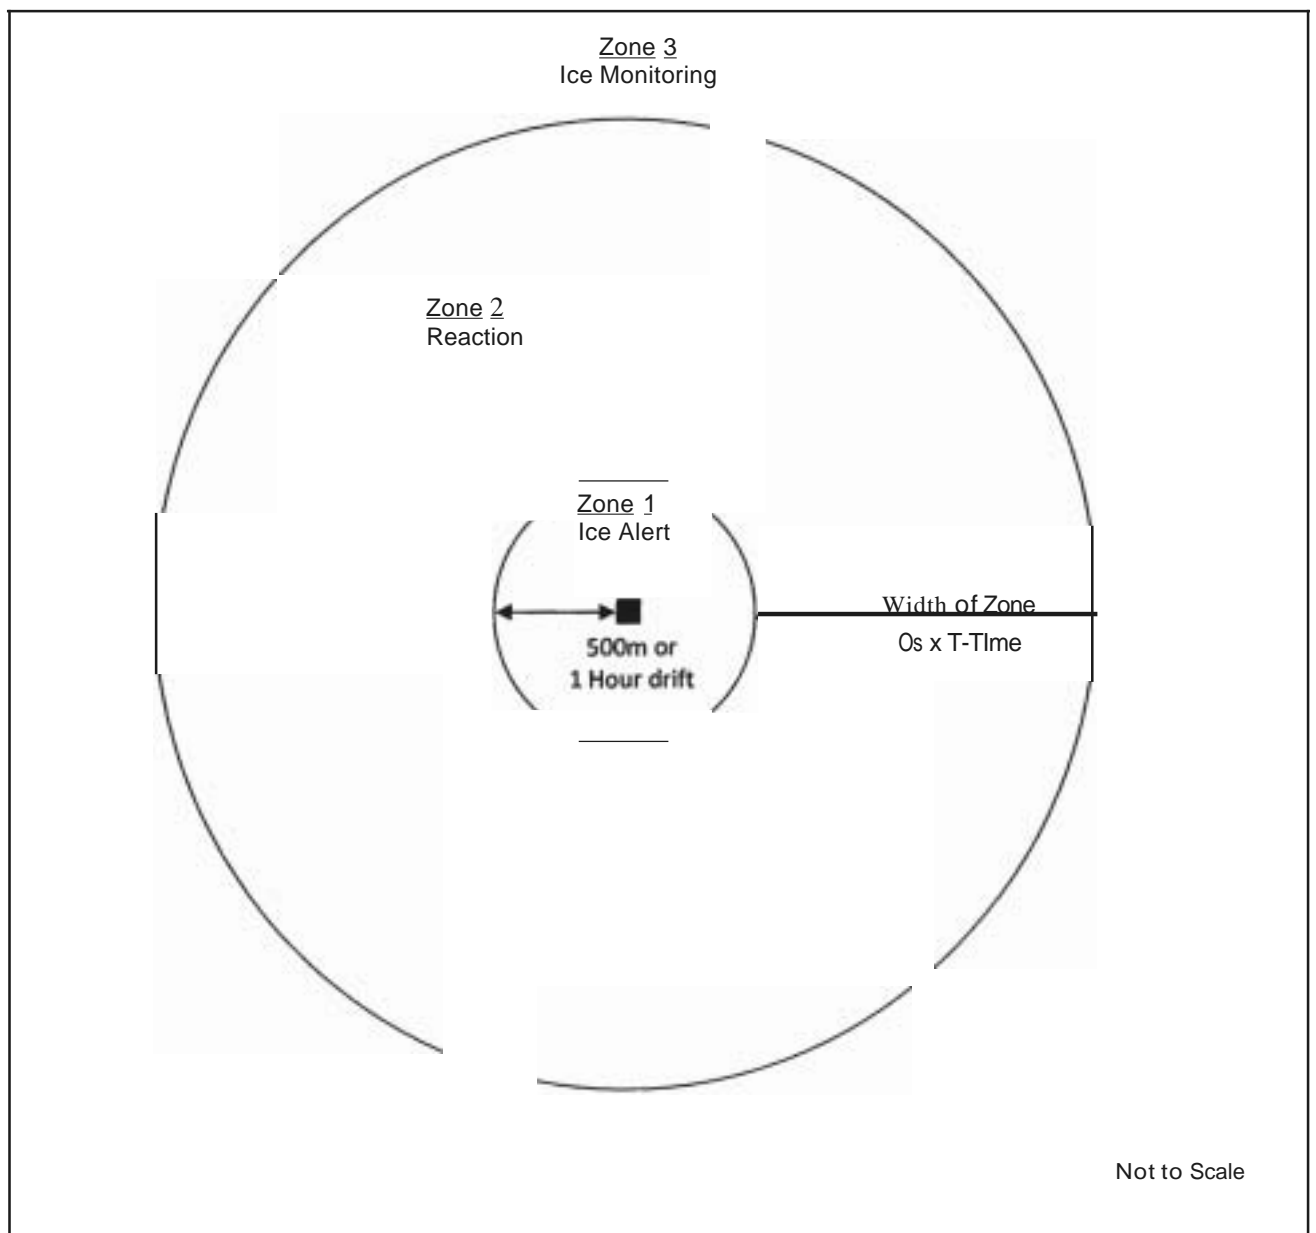 Zone 3
Ice Monitoring
Zone 2
Reaction
Zone 1
Ice Alert
500m or
1 Hour drift
Width of Zone
Os x T-TIme
Not to Scale